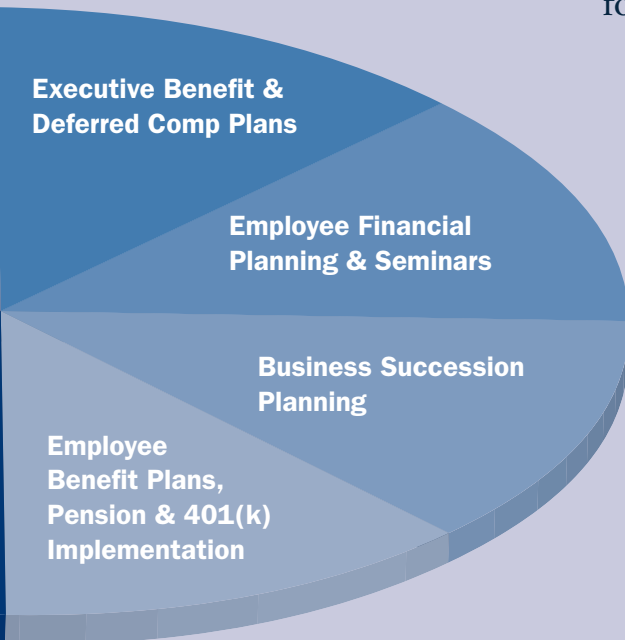 Executive Benefit &
Deferred Comp Plans
Employee Financial
Planning & Seminars
Business Succession
Planning
Employee
Benefit Plans,
Pension & 401(k)
Implementation